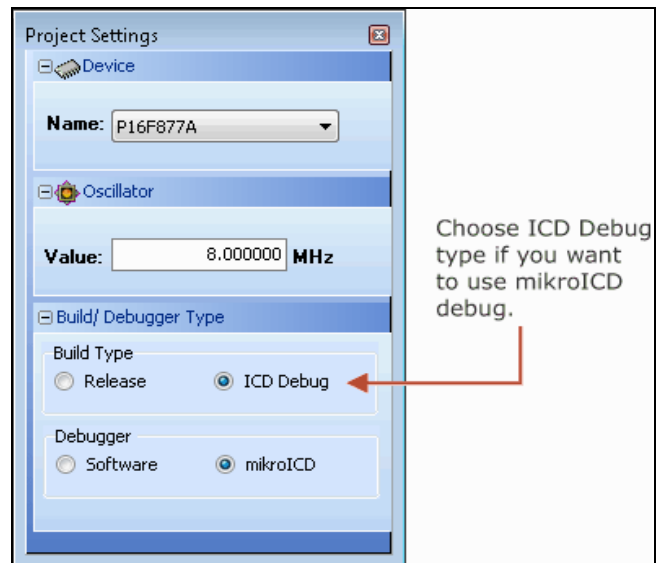 Project Settings
Device
Name: P16F877A
Oscillator
Value: 8.000000 MHz
Build/ Debugger Type
Build Type
Release ICD Debug
Debugger
Software mikroICD
Choose ICD Debug
type if you want
to use mikroICD
debug.